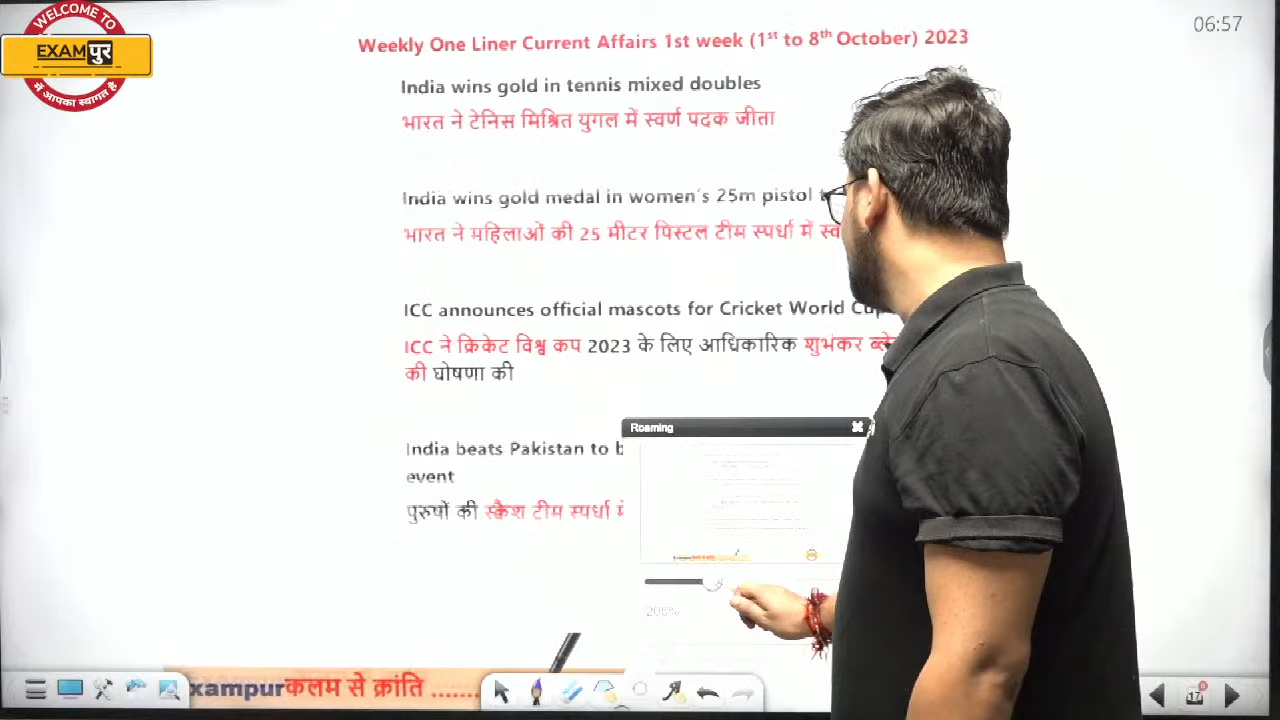 WELCOME TO
EXAMपुर
में आपका स्वागत है
06:57
Weekly One Liner Current Affairs 1st week (1st to 8th October) 2023
India wins gold in tennis mixed doubles
भारत ने टेनिस मिश्रित युगल में स्वर्ण पदक जीता
India wins gold medal in women's 25m pistol
भारत ने महिलाओं की 25 मीटर पिस्टल टीम स्पर्धा में
ICC announces official mascots for Cricket World Cup
ICC ने क्रिकेट विश्व कप 2023 के लिए आधिकारिक शुभंकर
की घोषणा की
India beats Pakistan to
event
पुरुषों की स्क्वैश टीम स्पर्धा में
Roaming
208%
xampurकलम से क्रांति .......
17